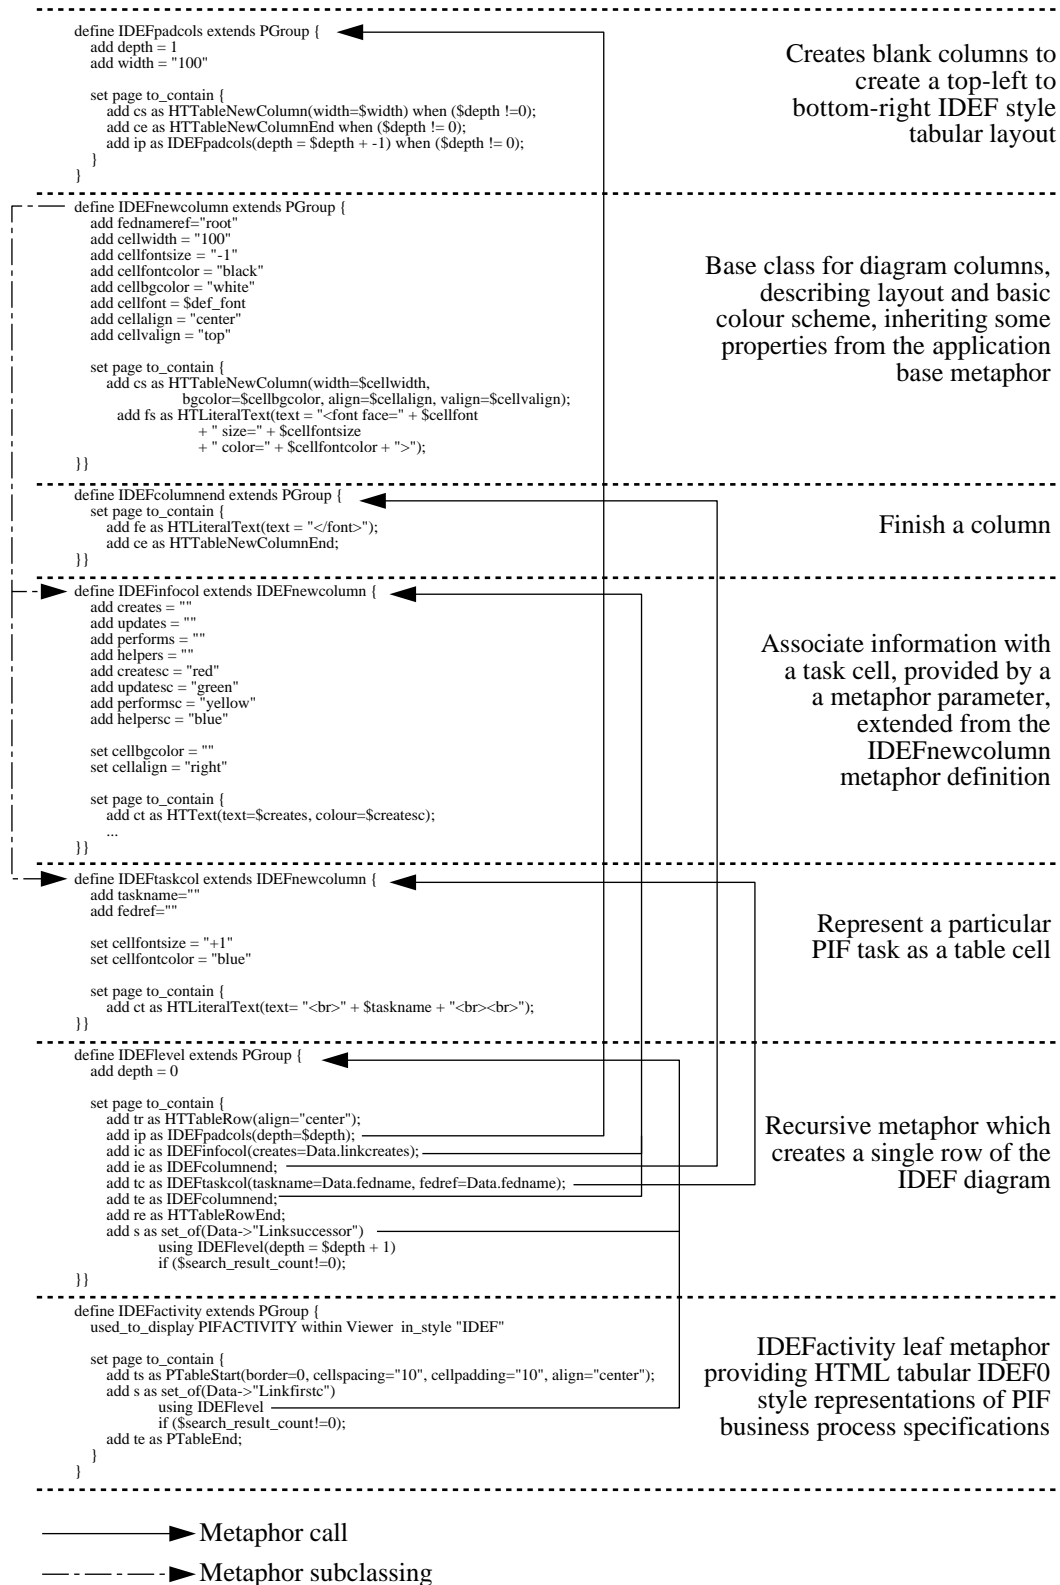 define IDEFpadcols extends PGroup {
add depth = 1
add width = "100"
set page to_contain {
add cs as HTTableNewColumn(width=$width) when ($depth !=0);
add ce as HTTableNewColumnEnd when ($depth != 0);
add ip as IDEFpadcols(depth = $depth + -1) when ($depth != 0);
}
}
Creates blank columns to
create a top-left to
bottom-right IDEF style
tabular layout
define IDEFnewcolumn extends PGroup {
add fednameref="root"
add cellwidth = "100"
add cellfontsize = "-1"
add cellfontcolor = "black"
add cellbgcolor = "white"
add cellfont = $def_font
add cellalign = "center"
add cellvalign = "top"
set page to_contain {
add cs as HTTableNewColumn(width=$cellwidth,
bgcolor=$cellbgcolor, align=$cellalign, valign=$cellvalign);
add fs as HTLiteralText(text = "<font face=" + $cellfont
+ " size=" + $cellfontsize
+ " color=" + $cellfontcolor + ">");
}}
Base class for diagram columns,
describing layout and basic
colour scheme, inheriting some
properties from the application
base metaphor
define IDEFcolumnend extends PGroup {
set page to_contain {
add fe as HTLiteralText(text = "</font>");
add ce as HTTableNewColumnEnd;
}}
Finish a column
define IDEFinfocol extends IDEFnewcolumn {
add creates = ""
add updates = ""
add performs = ""
add helpers = ""
add createsc = "red"
add updatesc = "green"
add performsc = "yellow"
add helpersc = "blue"
set cellbgcolor = ""
set cellalign = "right"
set page to_contain {
add ct as HTText(text=$creates, colour=$createsc);
...
}}
Associate information with
a task cell, provided by a
a metaphor parameter,
extended from the
IDEFnewcolumn
metaphor definition
define IDEFtaskcol extends IDEFnewcolumn {
add taskname=""
add fedref=""
set cellfontsize = "+1"
set cellfontcolor = "blue"
set page to_contain {
add ct as HTLiteralText(text= "<br>" + $taskname + "<br><br>");
}}
Represent a particular
PIF task as a table cell
define IDEFlevel extends PGroup {
add depth = 0
set page to_contain {
add tr as HTTableRow(align="center");
add ip as IDEFpadcols(depth=$depth);
add ic as IDEFinfocol(creates=Data.linkcreates);
add ie as IDEFcolumnend;
add tc as IDEFtaskcol(taskname=Data.fedname, fedref=Data.fedname);
add te as IDEFcolumnend;
add re as HTTableRowEnd;
add s as set_of(Data->"Linksuccessor")
using IDEFlevel(depth = $depth + 1)
if ($search_result_count!=0);
}}
Recursive metaphor which
creates a single row of the
IDEF diagram
define IDEFactivity extends PGroup {
used_to_display PIFACTIVITY within Viewer in_style "IDEF"
set page to_contain {
add ts as PTableStart(border=0, cellspacing="10", cellpadding="10", align="center");
add s as set_of(Data->"Linkfirstc")
using IDEFlevel
if ($search_result_count!=0);
add te as PTableEnd;
}
}
IDEFactivity leaf metaphor
providing HTML tabular IDEF0
style representations of PIF
business process specifications
Metaphor call
Metaphor subclassing